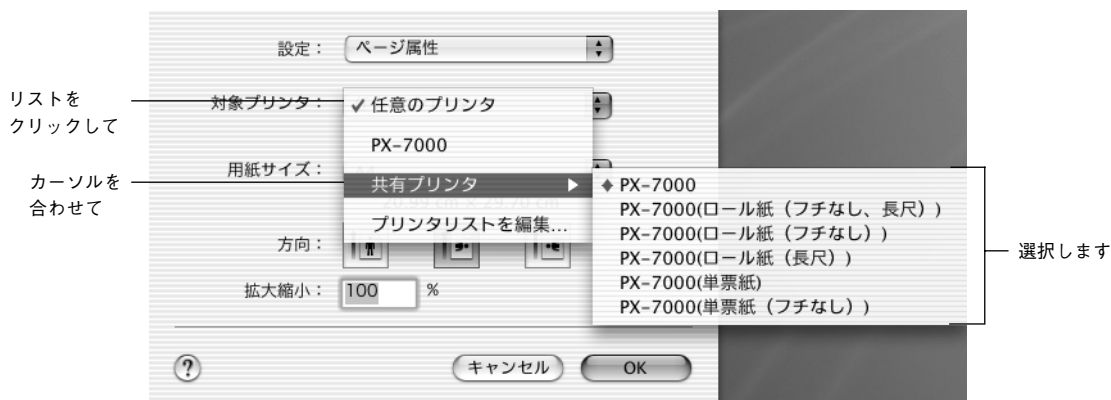 設定：
ページ属性
リストを
クリックして
対象プリンタ：
✓ 任意のプリンタ
PX-7000
用紙サイズ：
カーソルを
合わせて
共有プリンタ
20.99 cm × 29.70 cm
プリンタリストを編集...
PX-7000
PX-7000(ロール紙（フチなし、長尺）)
PX-7000(ロール紙（フチなし）)
PX-7000(ロール紙（長尺）)
PX-7000(単票紙)
PX-7000(単票紙（フチなし）)
選択します
方向：
拡大縮小：
100
%
?
キャンセル
OK